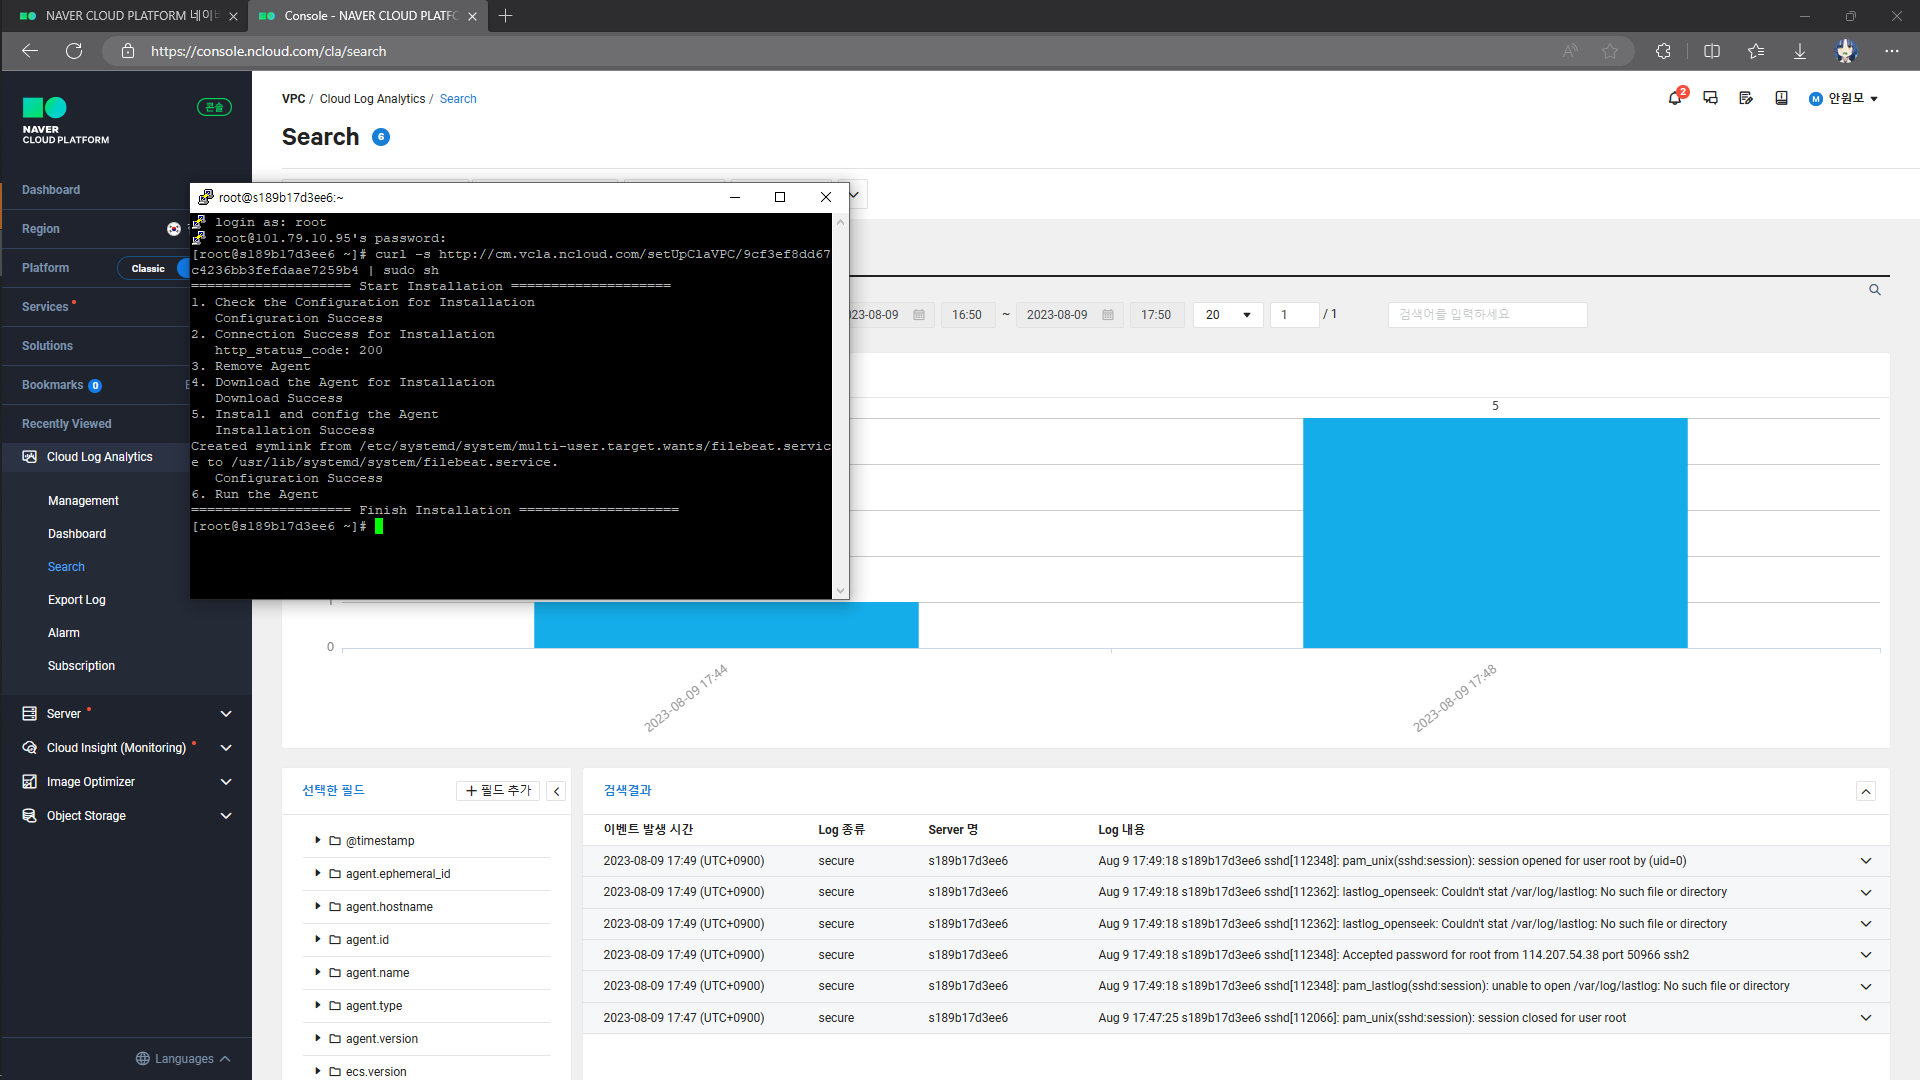 NAVER CLOUD PLATFORM 네이버
Console - NAVER CLOUD PLATFO
https://console.ncloud.com/cla/search
NAVER
CLOUD PLATFORM
콘솔
Dashboard
Region
Platform
Classic
Services
Solutions
Bookmarks 0
Recently Viewed
Cloud Log Analytics
Management
Dashboard
Search
Export Log
Alarm
Subscription
Server
Cloud Insight (Monitoring)
Image Optimizer
Object Storage
Languages
VPC / Cloud Log Analytics / Search
2
M 안원모
Search 6
root@s189b17d3ee6:~
login as: root
root@101.79.10.95's password:
[root@s189b17d3ee6 ~]# curl -s http://cm.vcla.ncloud.com/setUpClaVPC/9cf3ef8dd67
c4236bb3fefdaae7259b4 | sudo sh
==================== Start Installation ====================
1. Check the Configuration for Installation
Configuration Success
2. Connection Success for Installation
http_status_code: 200
3. Remove Agent
4. Download the Agent for Installation
Download Success
5. Install and config the Agent
Installation Success
Created symlink from /etc/systemd/system/multi-user.target.wants/filebeat.servic
e to /usr/lib/systemd/system/filebeat.service.
Configuration Success
6. Run the Agent
==================== Finish Installation ====================
[root@s189b17d3ee6 ~]#
23-08-09 16:50 ~ 2023-08-09 17:50 20 1 / 1 검색어를 입력하세요
5
1
0
2023-08-09 17:44
2023-08-09 17:48
선택한 필드
+ 필드 추가
@timestamp
agent.ephemeral_id
agent.hostname
agent.id
agent.name
agent.type
agent.version
ecs.version
검색결과
이벤트 발생 시간 Log 종류 Server 명 Log 내용
2023-08-09 17:49 (UTC+0900) secure s189b17d3ee6 Aug 9 17:49:18 s189b17d3ee6 sshd[112348]: pam_unix(sshd:session): session opened for user root by (uid=0)
2023-08-09 17:49 (UTC+0900) secure s189b17d3ee6 Aug 9 17:49:18 s189b17d3ee6 sshd[112362]: lastlog_openseek: Couldn't stat /var/log/lastlog: No such file or directory
2023-08-09 17:49 (UTC+0900) secure s189b17d3ee6 Aug 9 17:49:18 s189b17d3ee6 sshd[112362]: lastlog_openseek: Couldn't stat /var/log/lastlog: No such file or directory
2023-08-09 17:49 (UTC+0900) secure s189b17d3ee6 Aug 9 17:49:18 s189b17d3ee6 sshd[112348]: Accepted password for root from 114.207.54.38 port 50966 ssh2
2023-08-09 17:49 (UTC+0900) secure s189b17d3ee6 Aug 9 17:49:18 s189b17d3ee6 sshd[112348]: pam_lastlog(sshd:session): unable to open /var/log/lastlog: No such file or directory
2023-08-09 17:47 (UTC+0900) secure s189b17d3ee6 Aug 9 17:47:25 s189b17d3ee6 sshd[112066]: pam_unix(sshd:session): session closed for user root